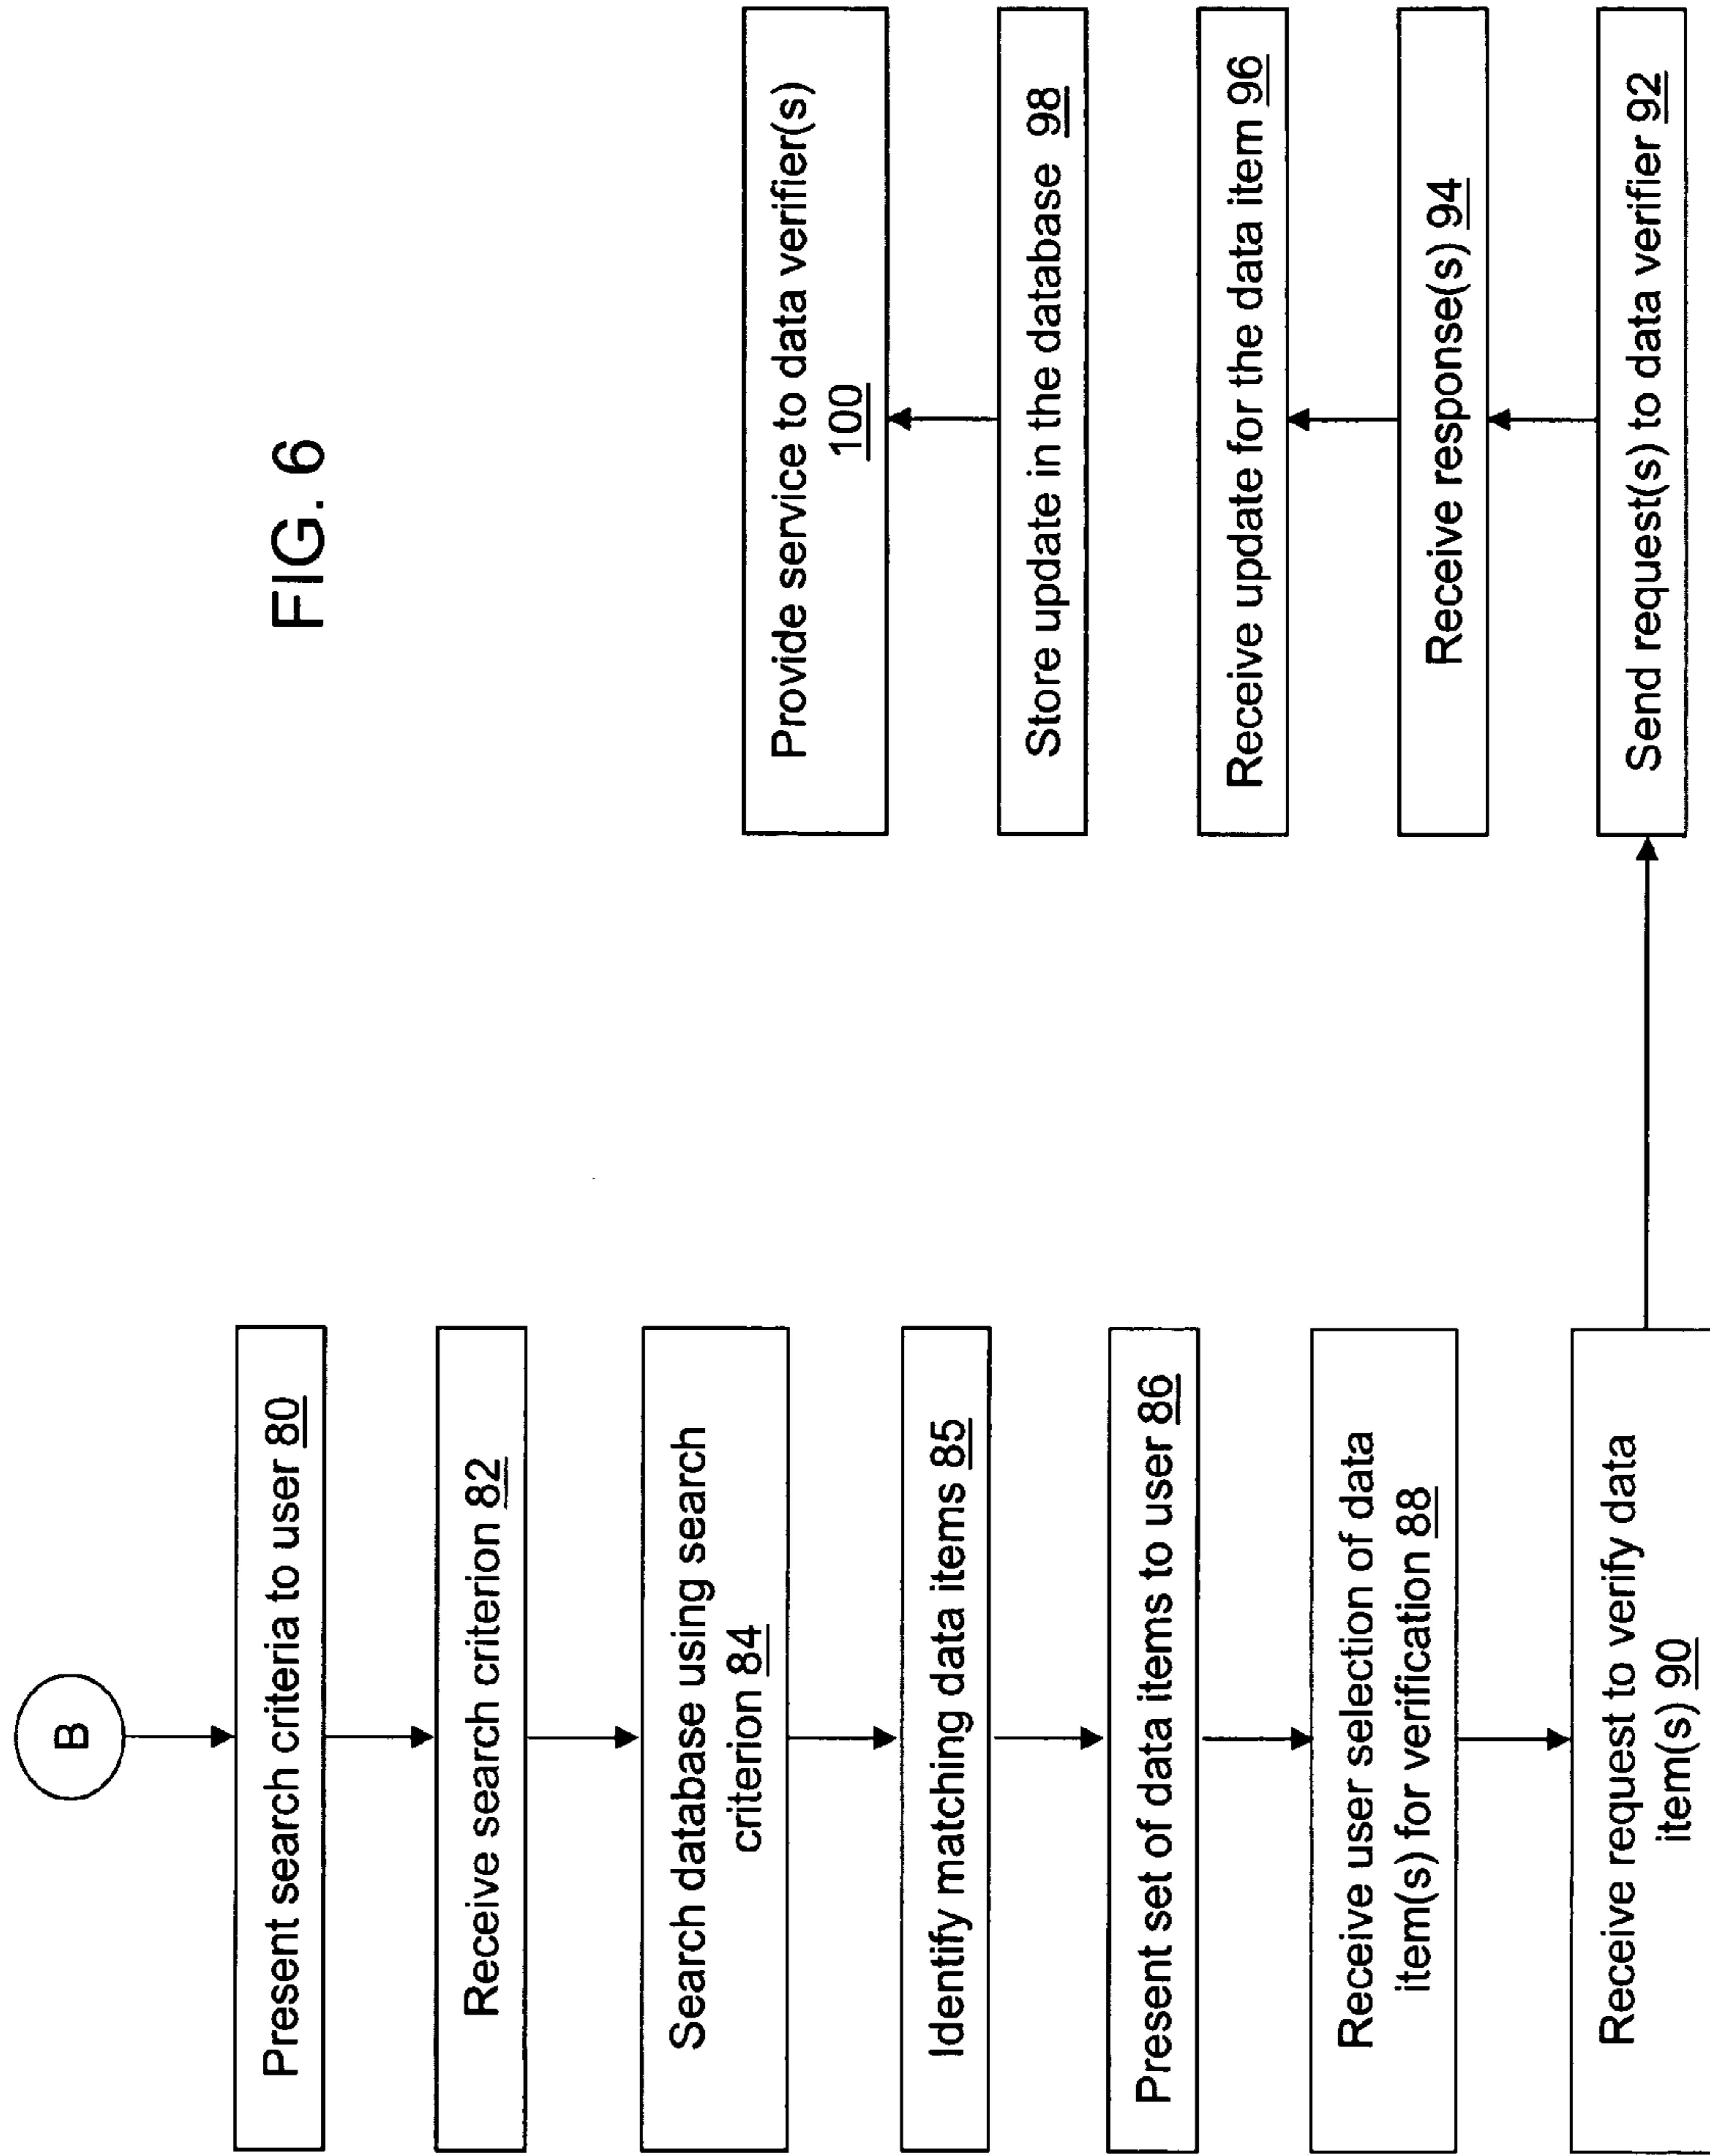 FIG. 6
B
Present search criteria to user 80
Receive search criterion 82
Search database using search
criterion 84
Identify matching data items 85
Present set of data items to user 86
Receive user selection of data
item(s) for verification 88
Receive request to verify data
item(s) 90
Send request(s) to data verifier 92
Receive response(s) 94
Receive update for the data item 96
Store update in the database 98
Provide service to data verifier(s)
100